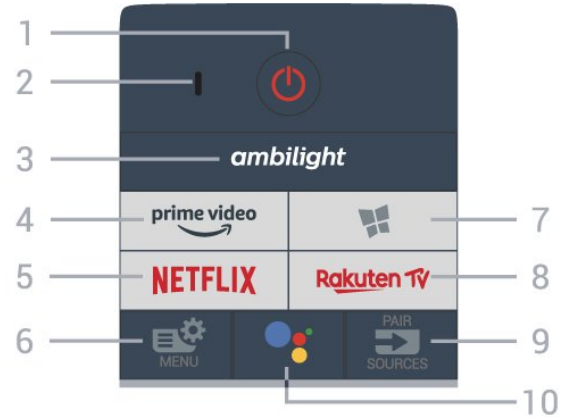 1
2
3 ambilight
4 prime video 7
5 NETFLIX Rakuten TV 8
6 MENU PAIR SOURCES 9
10